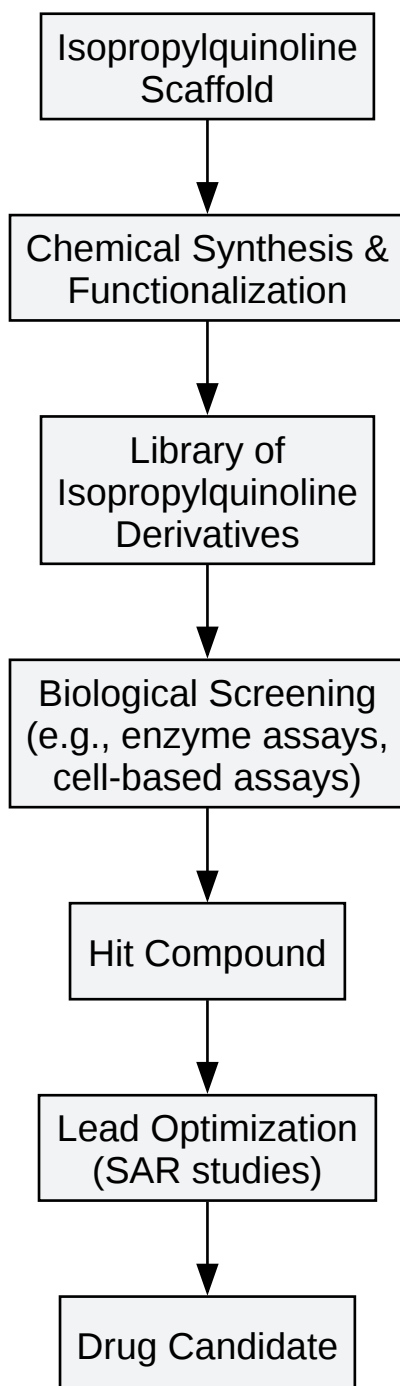 Isopropylquinoline
Scaffold
Chemical Synthesis &
Functionalization
Library of
Isopropylquinoline
Derivatives
Biological Screening
(e.g., enzyme assays,
cell-based assays)
Hit Compound
Lead Optimization
(SAR studies)
Drug Candidate